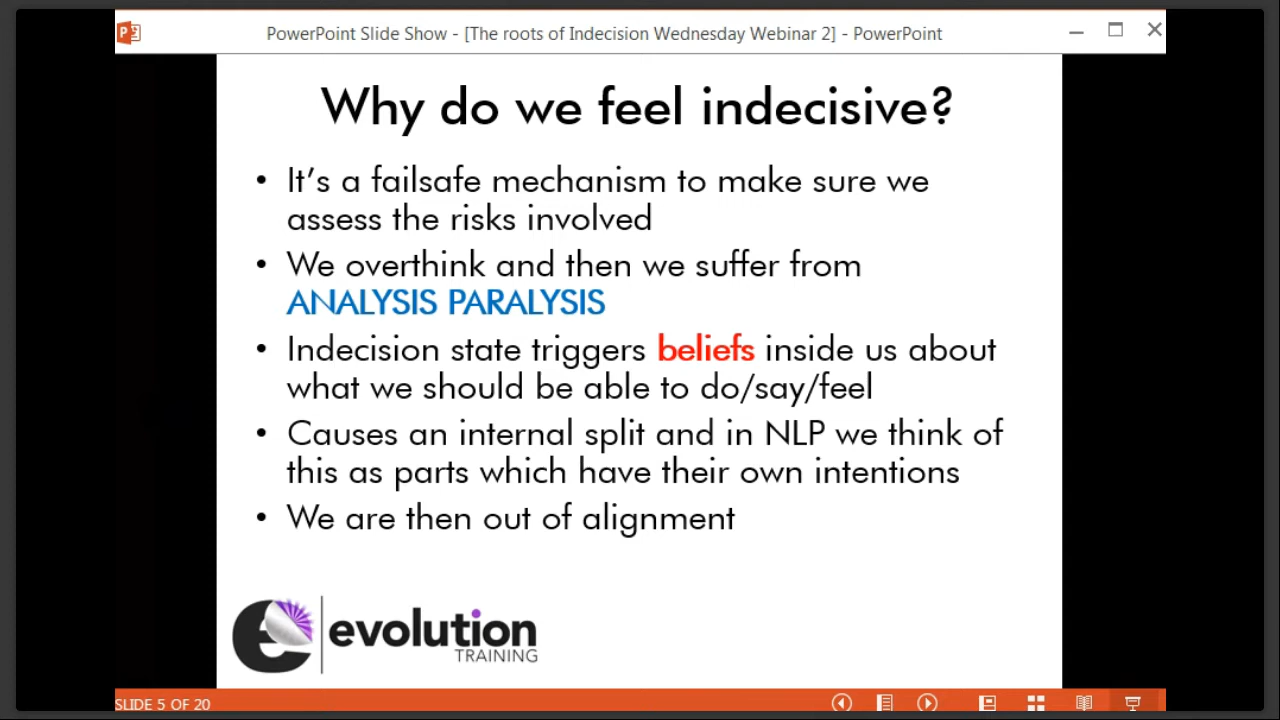 PowerPoint Slide Show - [The roots of Indecision Wednesday Webinar 2] - PowerPoint
Why do we feel indecisive?
• It's a failsafe mechanism to make sure we
assess the risks involved
• We overthink and then we suffer from
ANALYSIS PARALYSIS
• Indecision state triggers beliefs inside us about
what we should be able to do/say/feel
• Causes an internal split and in NLP we think of
this as parts which have their own intentions
• We are then out of alignment
evolution
TRAINING
SLIDE 5 OF 20